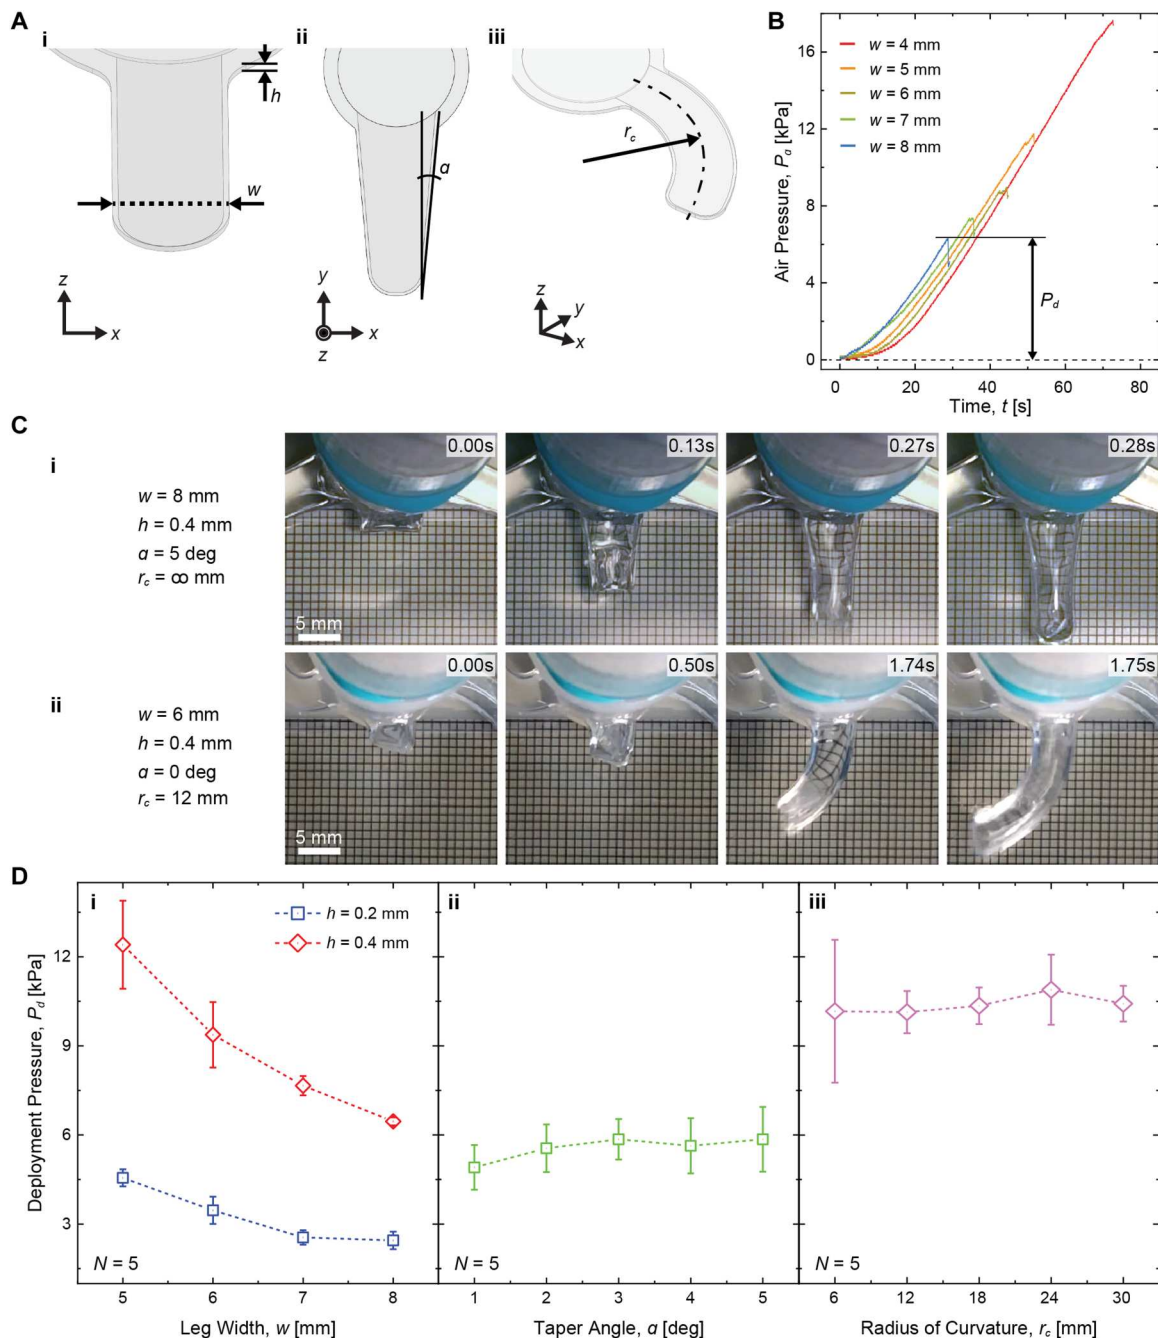 A
i
ii
iii
h
w
α
r_c
z
x
y
x
z
z
y
x
B
w = 4 mm
w = 5 mm
w = 6 mm
w = 7 mm
w = 8 mm
P_d
16
12
8
4
0
Air Pressure, P_a [kPa]
0 20 40 60 80
Time, t [s]
C
i
w = 8 mm
h = 0.4 mm
α = 5 deg
r_c = ∞ mm
0.00s
0.13s
0.27s
0.28s
5 mm
ii
w = 6 mm
h = 0.4 mm
α = 0 deg
r_c = 12 mm
0.00s
0.50s
1.74s
1.75s
5 mm
D
i
h = 0.2 mm
h = 0.4 mm
12
9
6
3
Deployment Pressure, P_d [kPa]
N = 5
5 6 7 8
Leg Width, w [mm]
ii
1 2 3 4 5
Taper Angle, α [deg]
iii
N = 5
6 12 18 24 30
Radius of Curvature, r_c [mm]